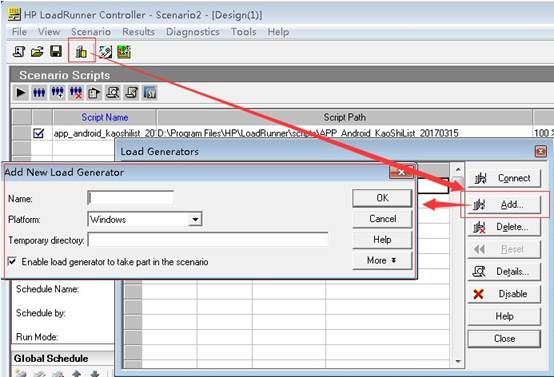 HP LoadRunner Controller - Scenario2 - [Design(1)]
File View Scenario Results Diagnostics Tools Help
Scenario Scripts
Script Name Script Path
app_android_kaoshilist_201 D:\Program Files\HP\LoadRunner\scripts\APP_Android_KaoShiList_20170315 100 %
Load Generators
Connect
Add...
Delete...
Reset
Details...
Disable
Help
Close
Add New Load Generator
Name:
OK
Platform: Windows
Cancel
Temporary directory:
Help
Enable load generator to take part in the scenario
More
Schedule Name:
Schedule by:
Run Mode:
Global Schedule